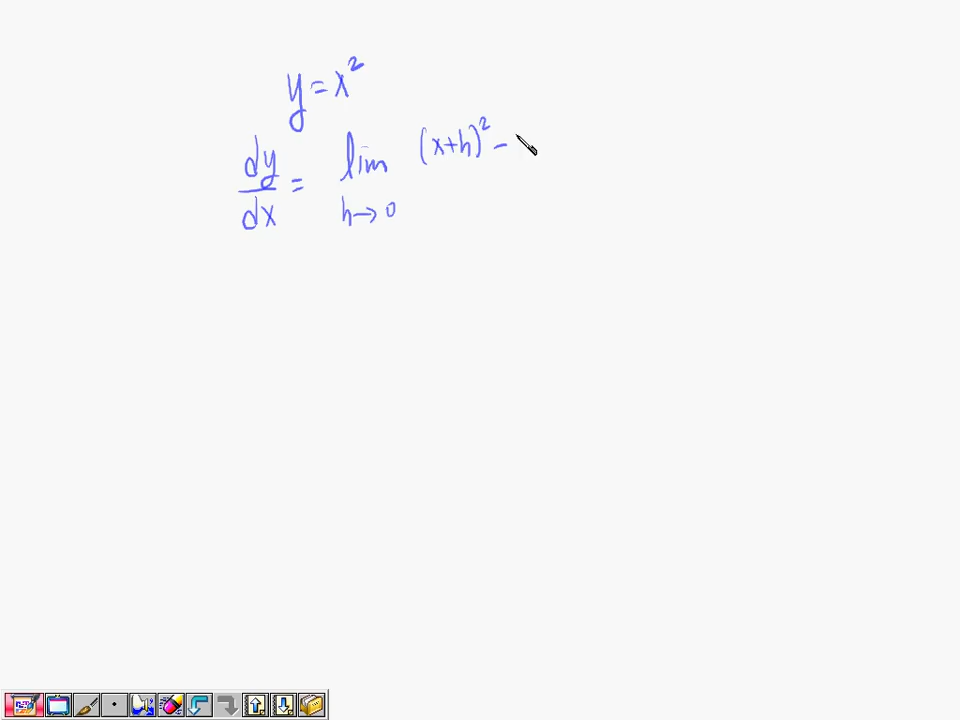 y = x²
dy/dx = lim h→0 (x+h)² -